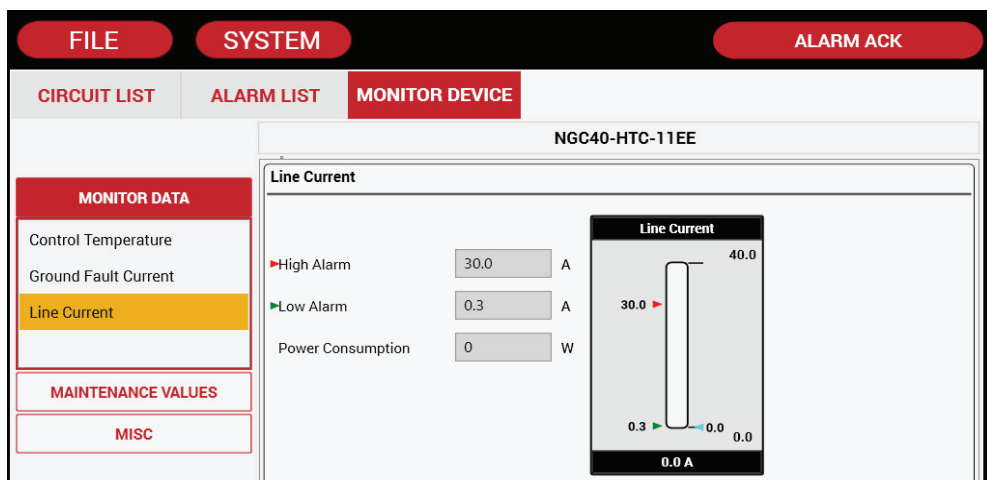 FILE
SYSTEM
ALARM ACK
CIRCUIT LIST
ALARM LIST
MONITOR DEVICE
NGC40-HTC-11EE
MONITOR DATA
Control Temperature
Ground Fault Current
Line Current
MAINTENANCE VALUES
MISC
Line Current
High Alarm 30.0 A
Low Alarm 0.3 A
Power Consumption 0 W
Line Current
40.0
30.0
0.3
0.0
0.0
0.0 A